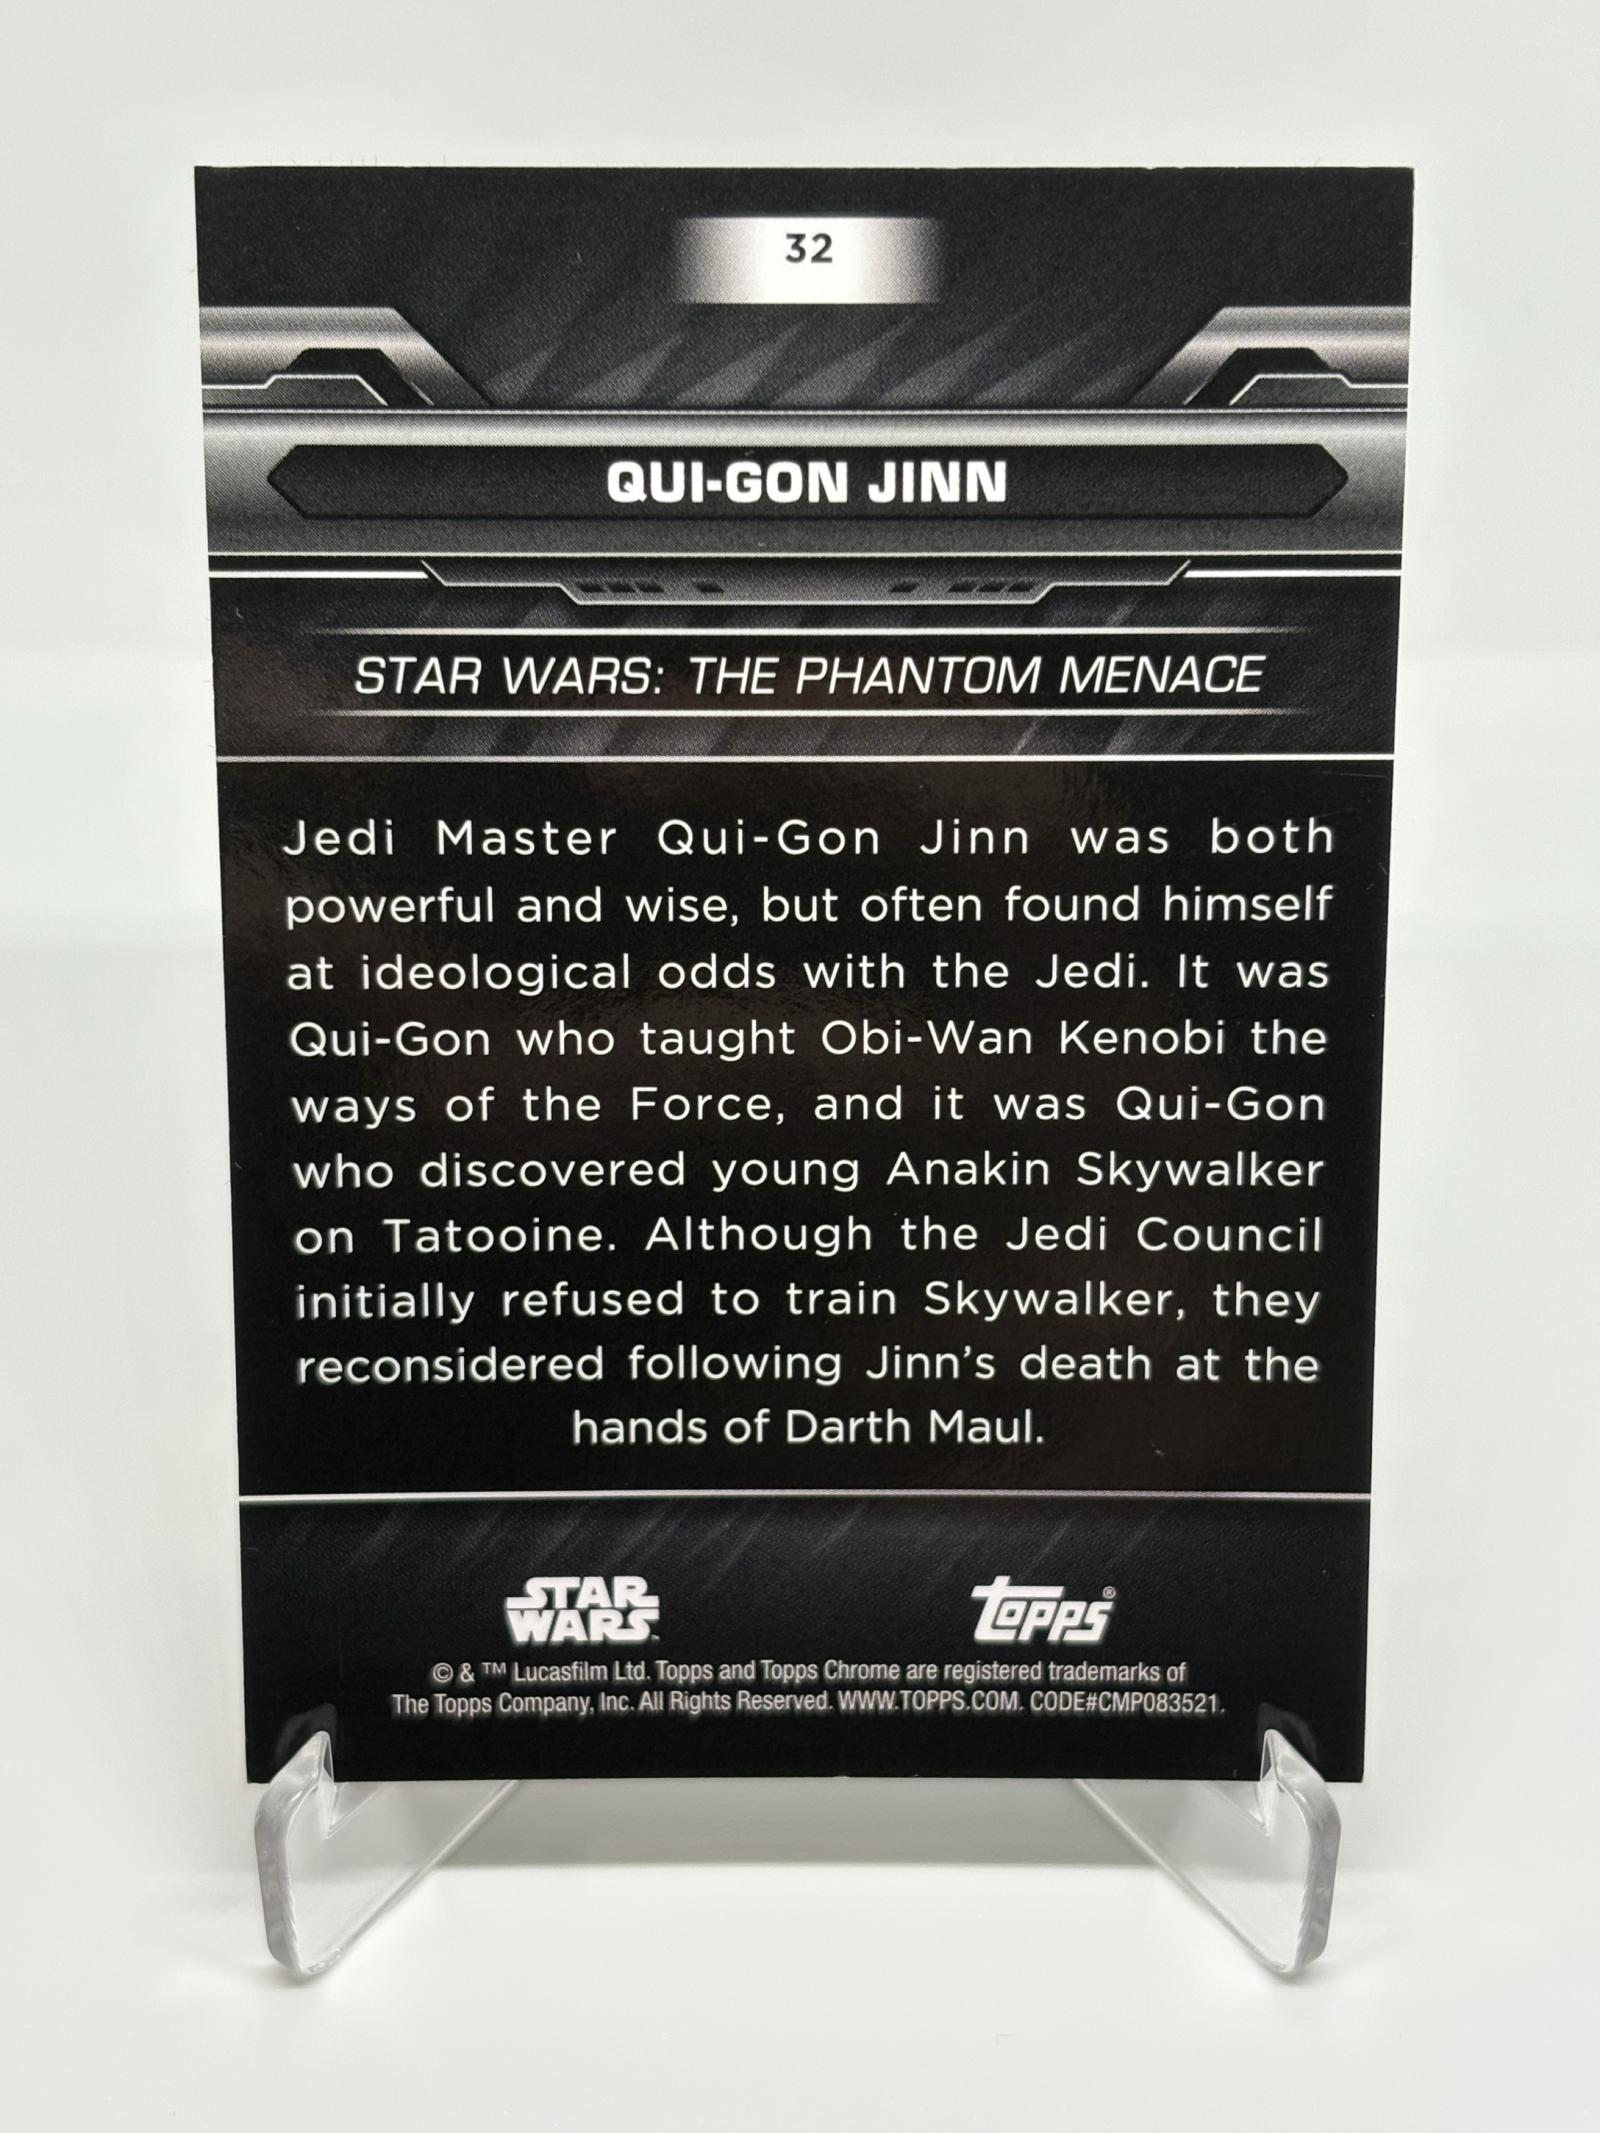 32
QUI-GON JINN
STAR WARS: THE PHANTOM MENACE
Jedi Master Qui-Gon Jinn was both
powerful and wise, but often found himself
at ideological odds with the Jedi. It was
Qui-Gon who taught Obi-Wan Kenobi the
ways of the Force, and it was Qui-Gon
who discovered young Anakin Skywalker
on Tatooine. Although the Jedi Council
initially refused to train Skywalker, they
reconsidered following Jinn's death at the
hands of Darth Maul.
STAR WARS™
Topps®
© & ™ Lucasfilm Ltd. Topps and Topps Chrome are registered trademarks of
The Topps Company, Inc. All Rights Reserved. WWW.TOPPS.COM. CODE#CMP083521.